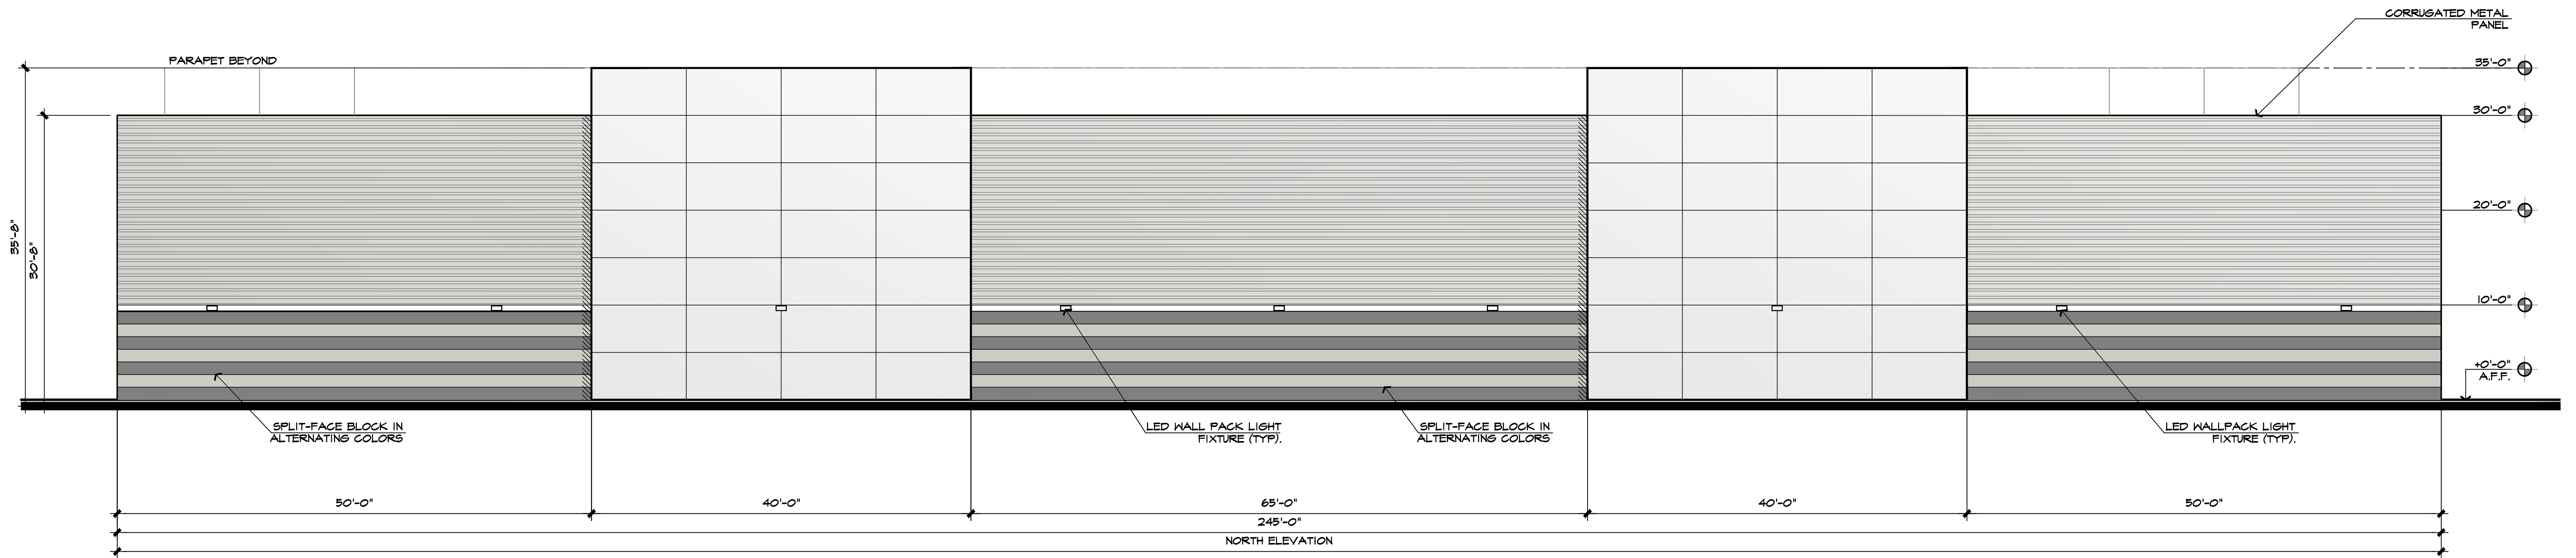 CORRUGATED METAL
PANEL
PARAPET BEYOND
35'-0"
30'-0"
20'-0"
10'-0"
+0'-0"
A.F.F.
35'-8"
30'-8"
SPLIT-FACE BLOCK IN
ALTERNATING COLORS
LED WALL PACK LIGHT
FIXTURE (TYP).
SPLIT-FACE BLOCK IN
ALTERNATING COLORS
LED WALLPACK LIGHT
FIXTURE (TYP).
50'-0"
40'-0"
65'-0"
40'-0"
50'-0"
245'-0"
NORTH ELEVATION